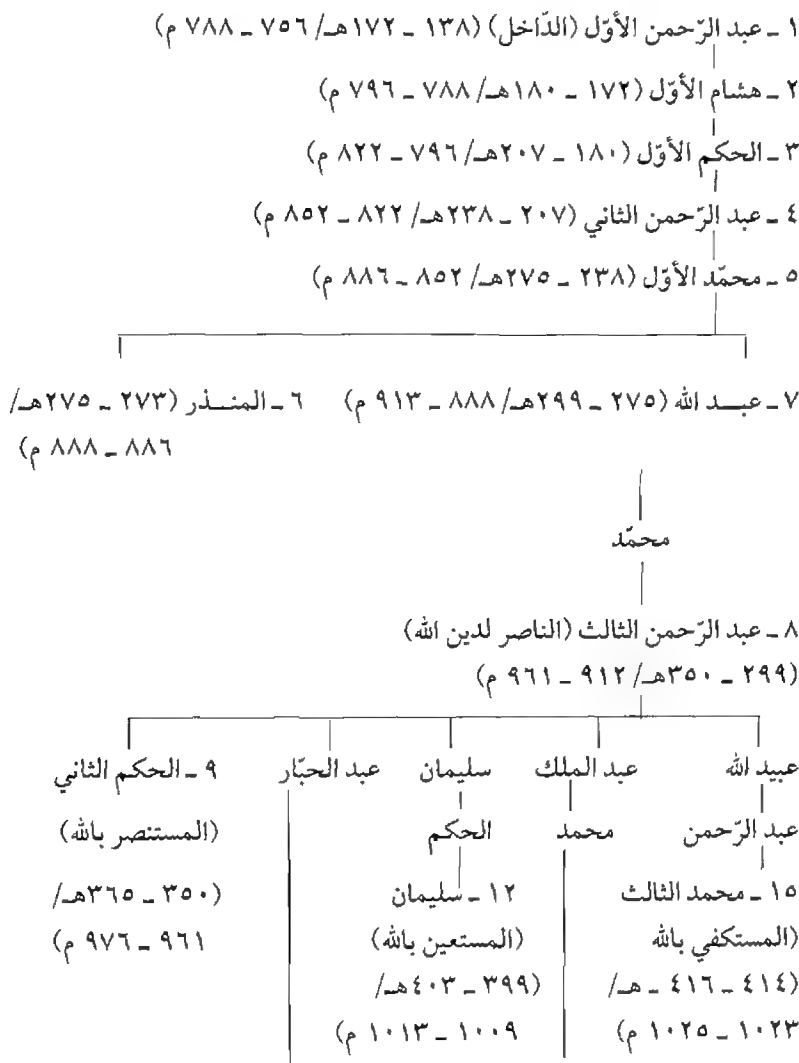 ١ ـ عبد الرّحمن الأوّل (الدّاخل) (١٣٨ ـ ١٧٢هـ/ ٧٥٦ ـ ٧٨٨ م)
٢ ـ هشام الأوّل (١٧٢ ـ ١٨٠هـ/ ٧٨٨ ـ ٧٩٦ م)
٣ ـ الحكم الأوّل (١٨٠ ـ ٢٠٧هـ/ ٧٩٦ ـ ٨٢٢ م)
٤ ـ عبد الرّحمن الثاني (٢٠٧ ـ ٢٣٨هـ/ ٨٢٢ ـ ٨٥٢ م)
٥ ـ محمّد الأوّل (٢٣٨ ـ ٢٧٥هـ/ ٨٥٢ ـ ٨٨٦ م)
٧ ـ عبد الله (٢٧٥ ـ ٢٩٩هـ/ ٨٨٨ ـ ٩١٣ م) ٦ ـ المنذر (٢٧٣ ـ ٢٧٥هـ/
٨٨٦ ـ ٨٨٨ م)
محمّد
٨ ـ عبد الرّحمن الثالث (الناصر لدين الله)
(٢٩٩ ـ ٣٥٠هـ/ ٩١٢ ـ ٩٦١ م)
عبيد الله عبد الملك سليمان عبد الحبّار ٩ ـ الحكم الثاني
عبد الرّحمن محمد الحكم (المستنصر بالله)
١٥ ـ محمد الثالث ١٢ ـ سليمان (٣٥٠ ـ ٣٦٥هـ/
(المستكفي بالله (المستعين بالله) ٩٦١ ـ ٩٧٦ م)
(٤١٤ ـ ٤١٦ ـ هـ/ (٣٩٩ ـ ٤٠٣هـ/
١٠٢٣ ـ ١٠٢٥ م) ١٠٠٩ ـ ١٠١٣ م)